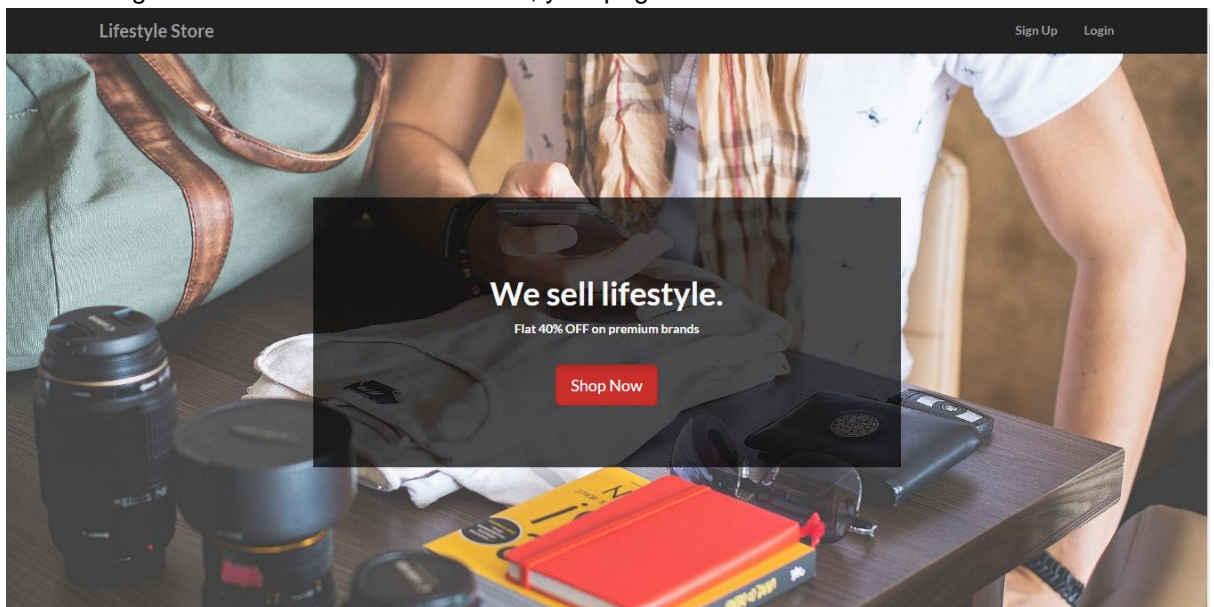 Lifestyle Store
Sign Up Login
We sell lifestyle.
Flat 40% OFF on premium brands
Shop Now